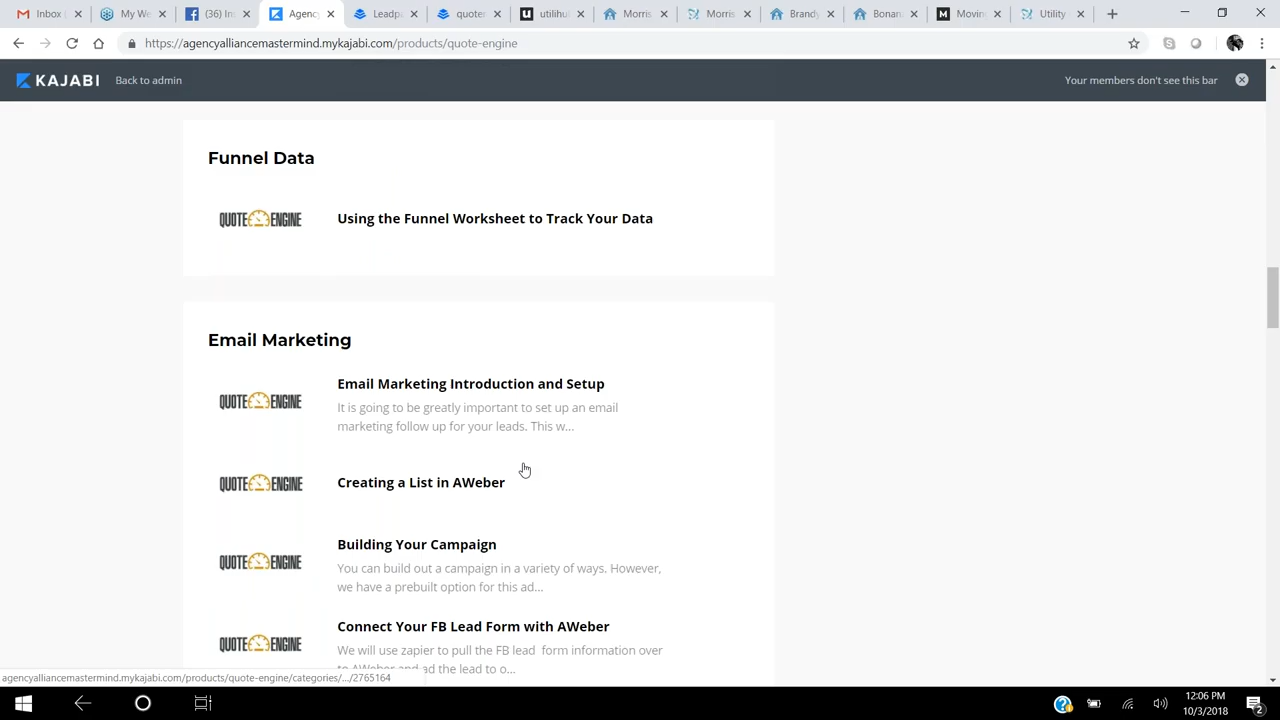 Inbox
My We
(36) In
Agency
Leadp
quoter
utilihu
Morris
Morris
Brandy
Bonan
Movin
Utility
https://agencyalliancemastermind.mykajabi.com/products/quote-engine
KAJABI
Back to admin
Your members don't see this bar
Funnel Data
QUOTE ENGINE
Using the Funnel Worksheet to Track Your Data
Email Marketing
QUOTE ENGINE
Email Marketing Introduction and Setup
It is going to be greatly important to set up an email
marketing follow up for your leads. This w...
QUOTE ENGINE
Creating a List in AWeber
QUOTE ENGINE
Building Your Campaign
You can build out a campaign in a variety of ways. However,
we have a prebuilt option for this ad...
QUOTE ENGINE
Connect Your FB Lead Form with AWeber
We will use zapier to pull the FB lead form information over
to AWeber and ad the lead to o...
agencyalliancemastermind.mykajabi.com/products/quote-engine/categories/.../2765164
12:06 PM
10/3/2018
2